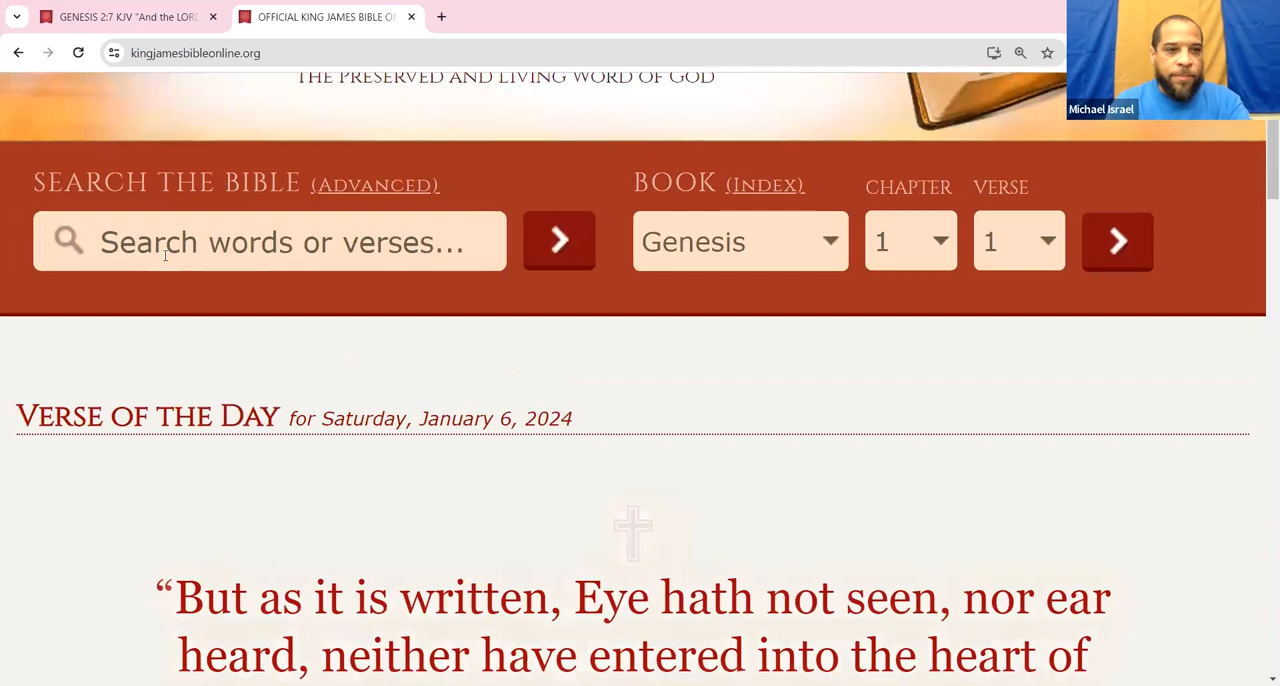 GENESIS 2:7 KJV "And the LORD
OFFICIAL KING JAMES BIBLE ON
kingjamesbibleonline.org
Michael Israel
THE PRESERVED AND LIVING WORD OF GOD
SEARCH THE BIBLE (ADVANCED)
BOOK (INDEX)
CHAPTER
VERSE
Search words or verses...
Genesis
1
1
VERSE OF THE DAY for Saturday, January 6, 2024
“But as it is written, Eye hath not seen, nor ear
heard, neither have entered into the heart of